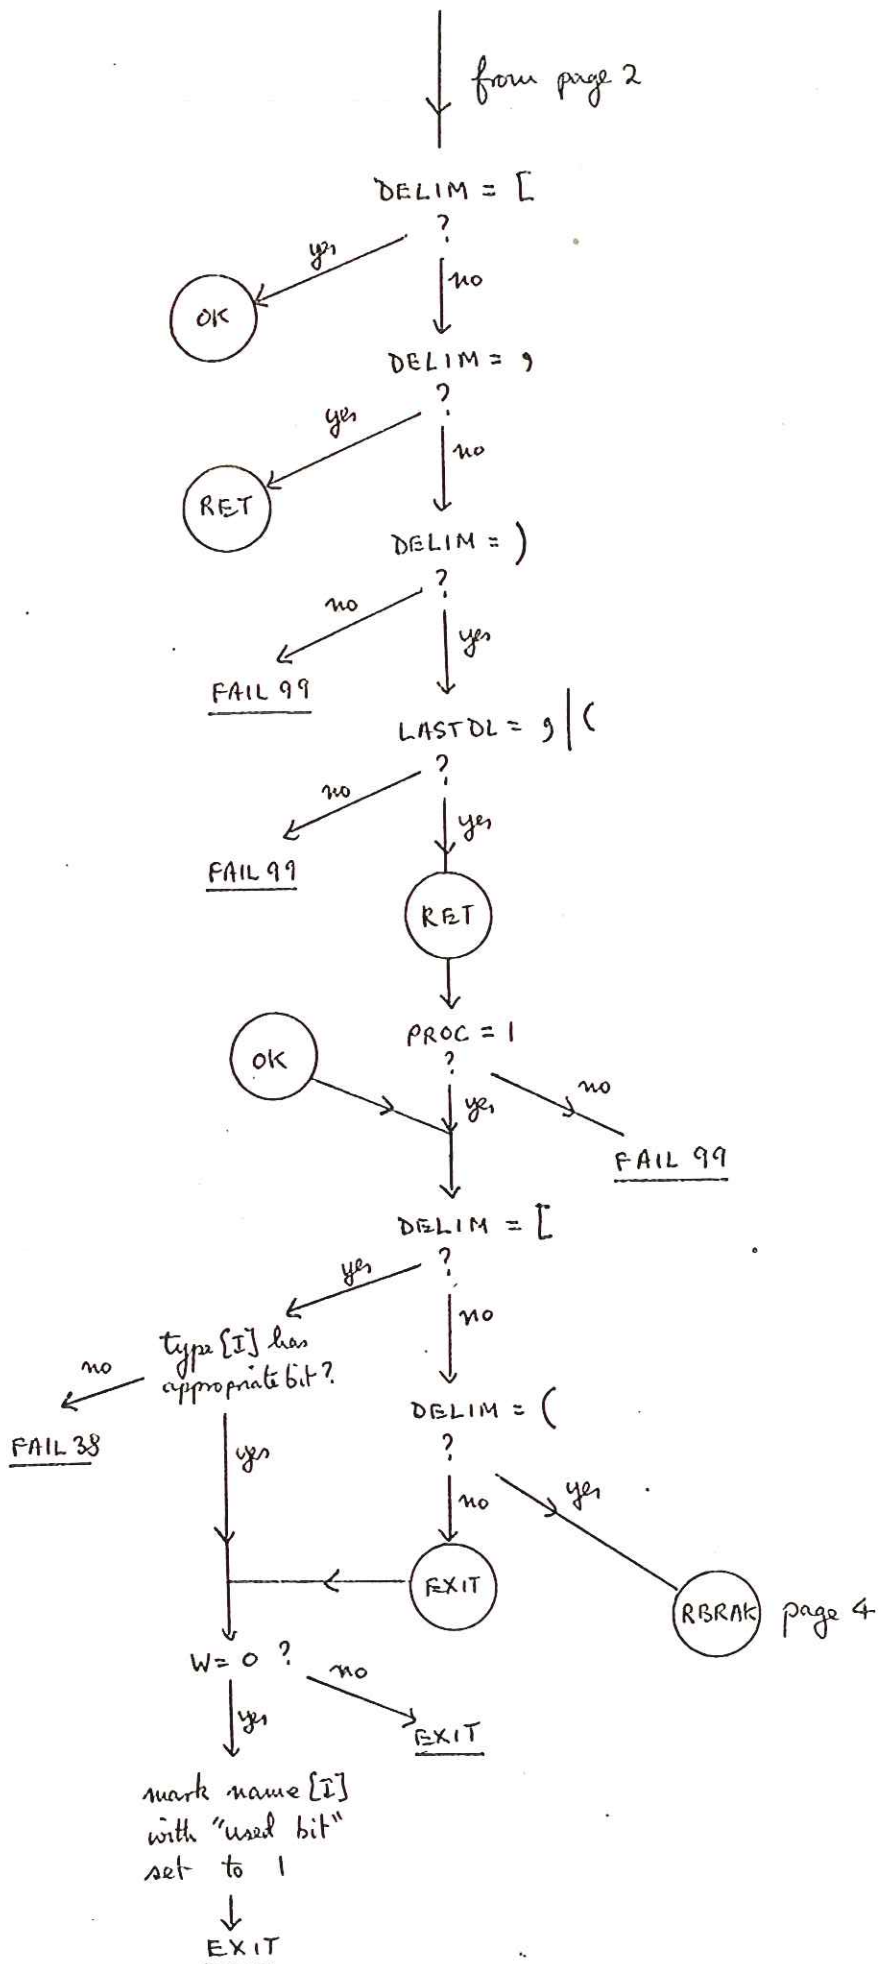 from page 2
DELIM = [
?
yes
no
OK
DELIM = ,
?
yes
no
RET
DELIM = )
?
no
yes
FAIL 99
LASTDL = , | (
?
no
yes
FAIL 99
RET
PROC = 1
?
OK
yes
no
FAIL 99
DELIM = [
?
yes
no
type [I] has
appropriate bit?
no
DELIM = (
?
FAIL 38
yes
no
yes
EXIT
RBRAK page 4
W = 0 ?
no
yes
EXIT
mark name [I]
with "used bit"
set to 1
EXIT